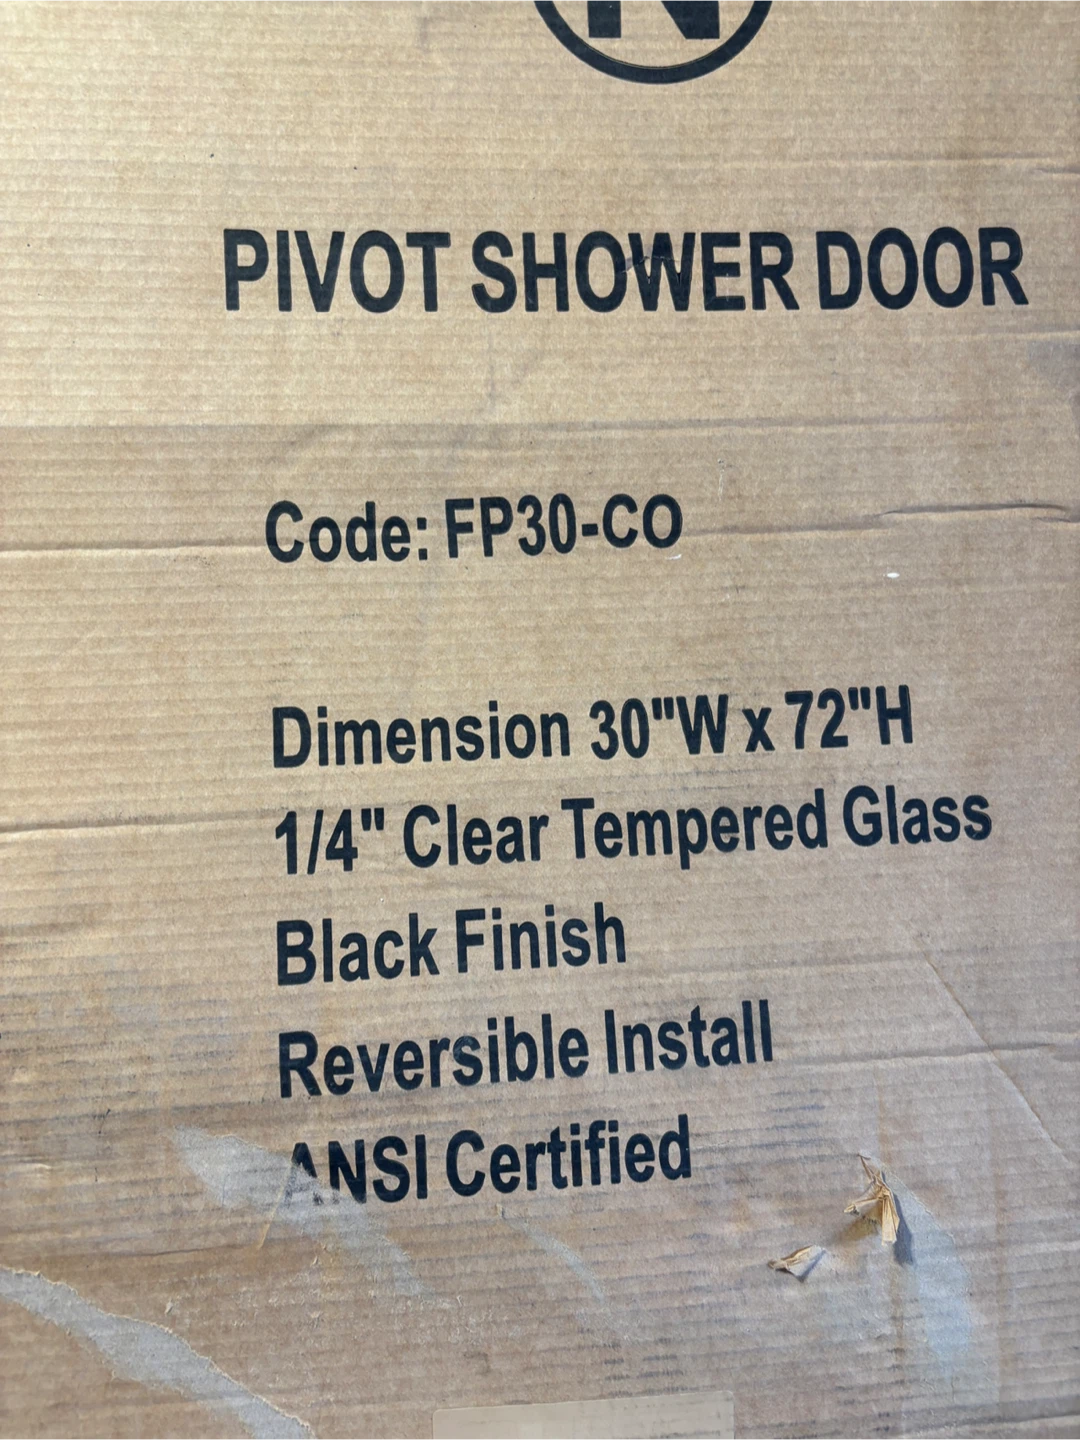 N
PIVOT SHOWER DOOR
Code: FP30-CO
Dimension 30"W x 72"H
1/4" Clear Tempered Glass
Black Finish
Reversible Install
ANSI Certified